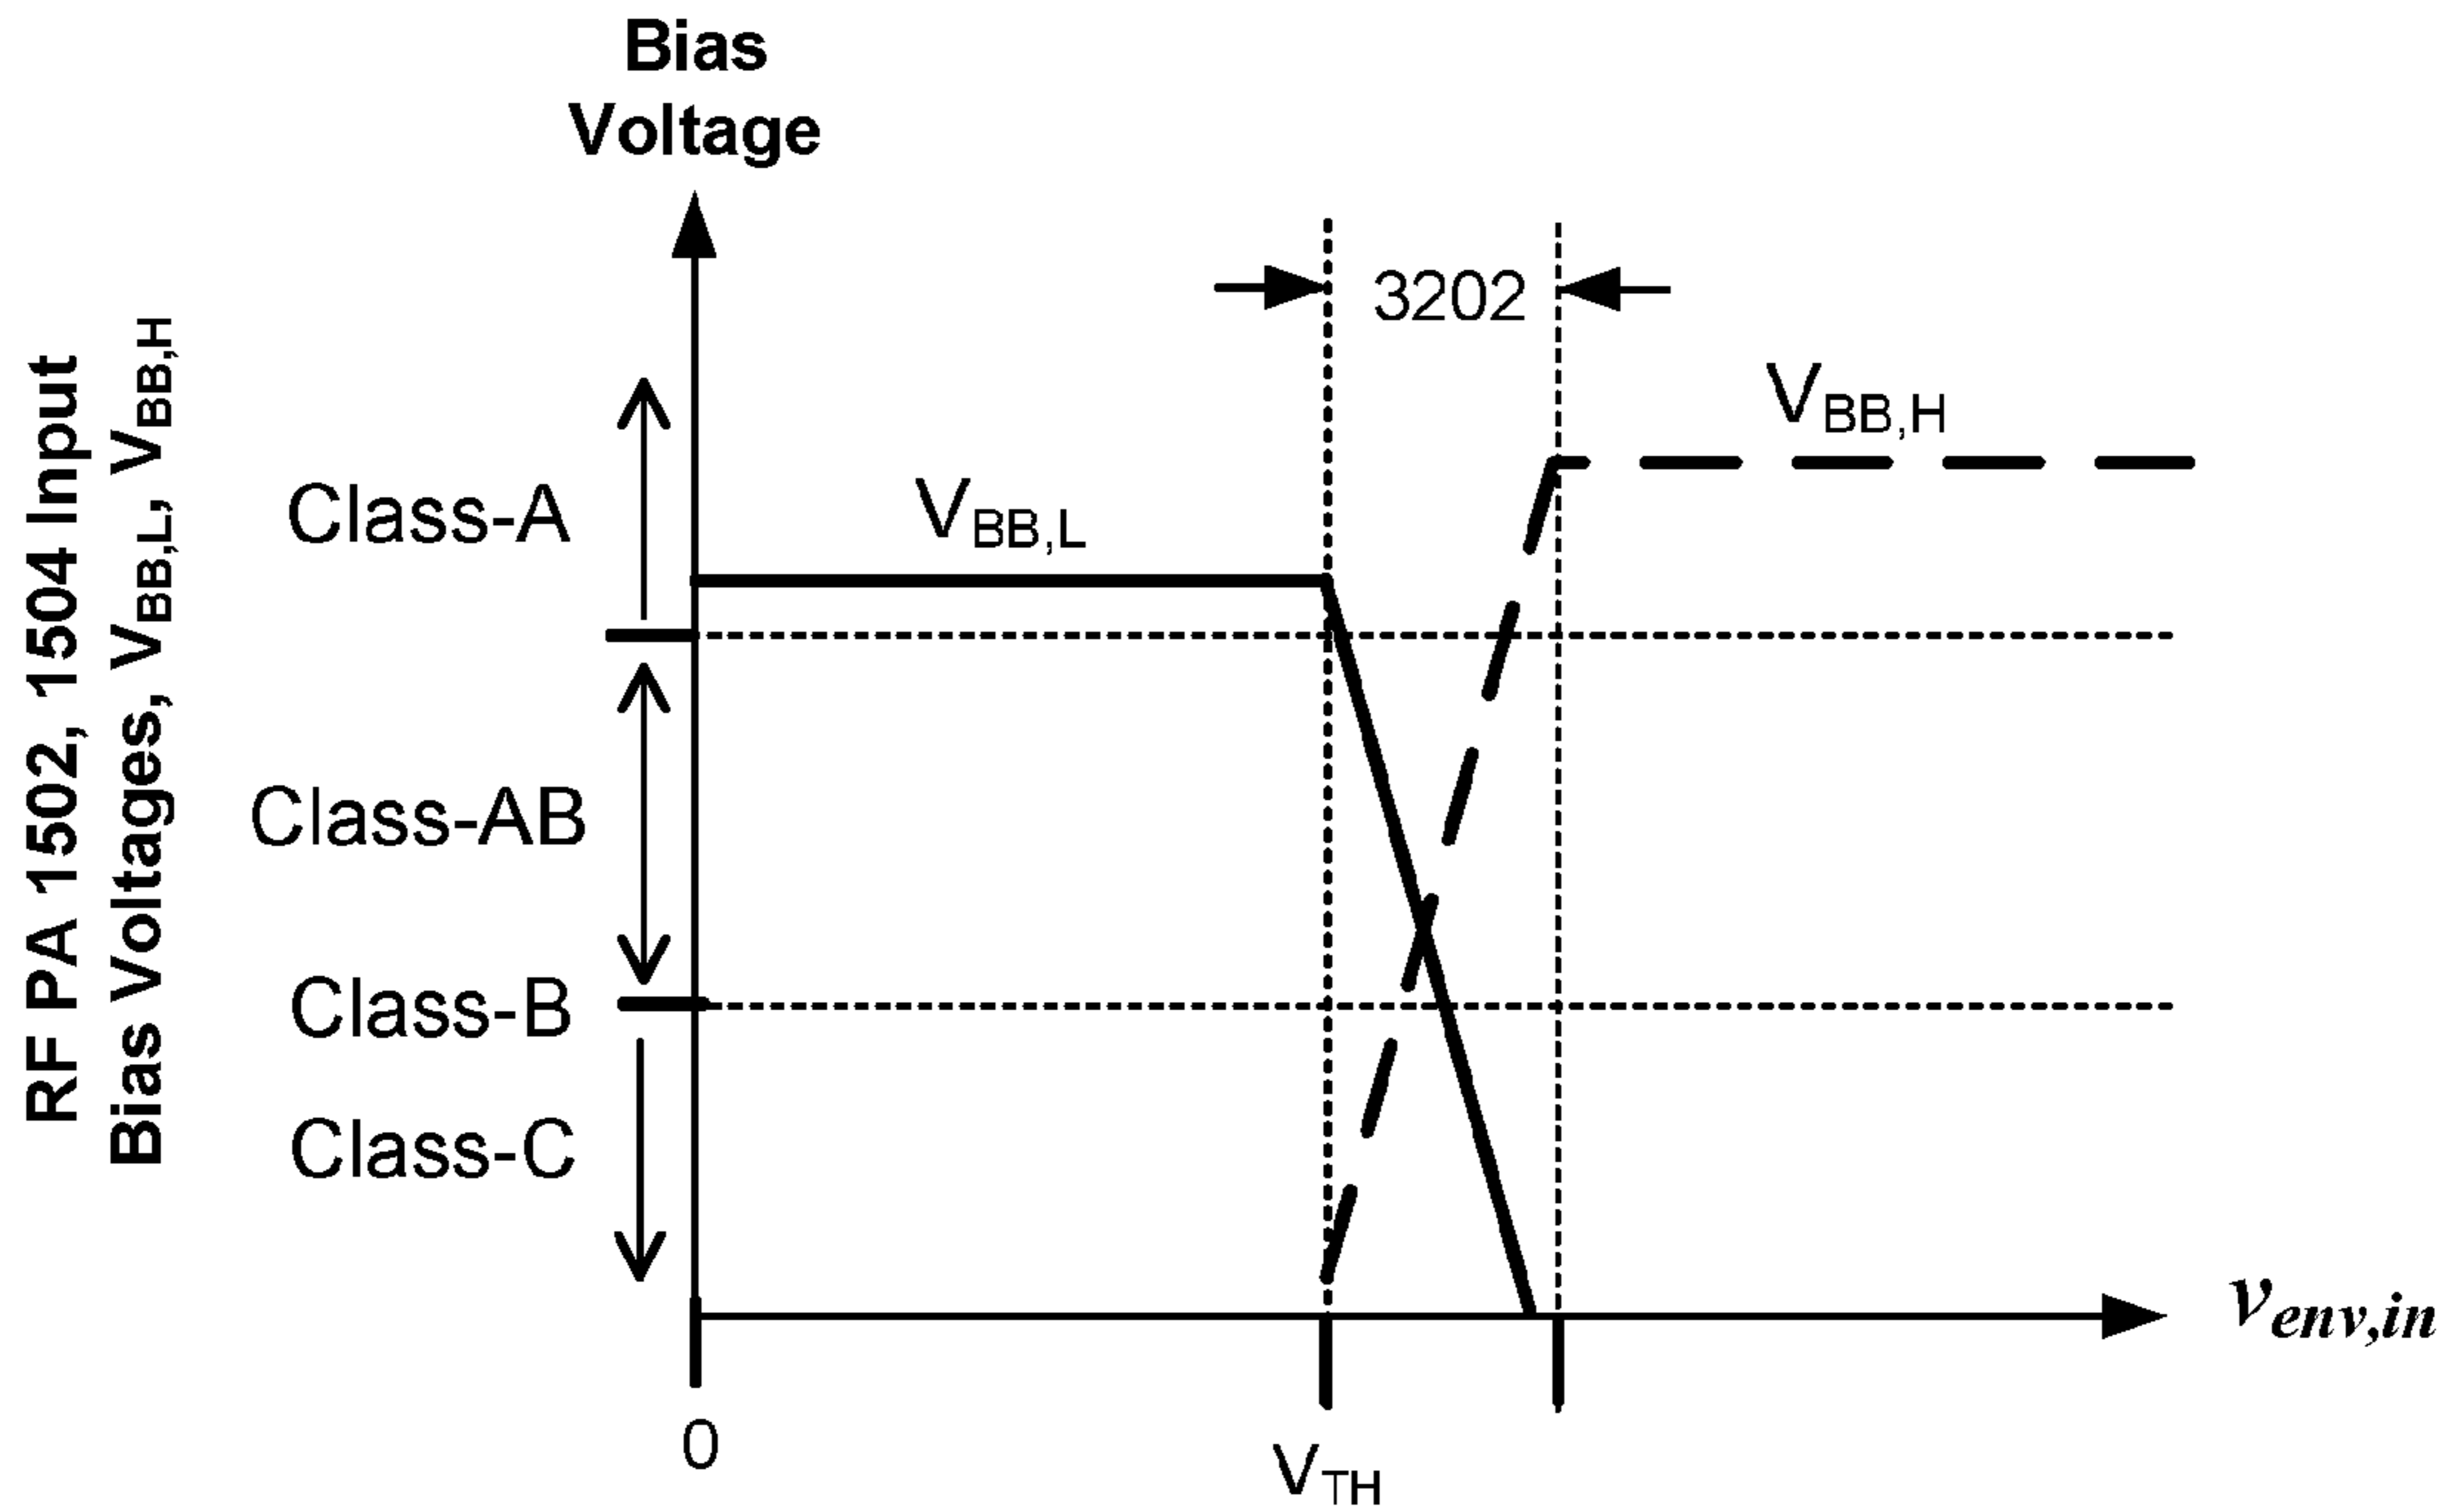 Bias
Voltage
RF PA 1502, 1504 Input
Bias Voltages, VBB,L, VBB,H
3202
VBB,H
Class-A
VBB,L
Class-AB
Class-B
Class-C
venv,in
0
VTH